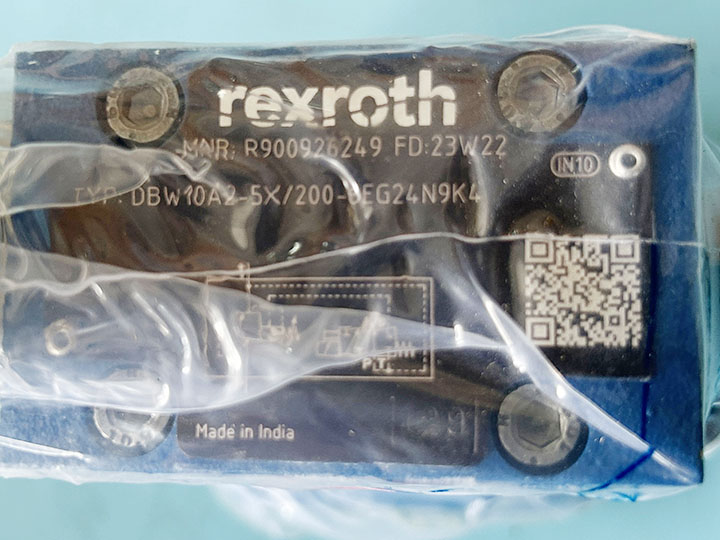 rexroth
MNR: R900926249 FD:23W22
IN10
TYP: DBW10A2-5X/200-6EG24N9K4
Made in India